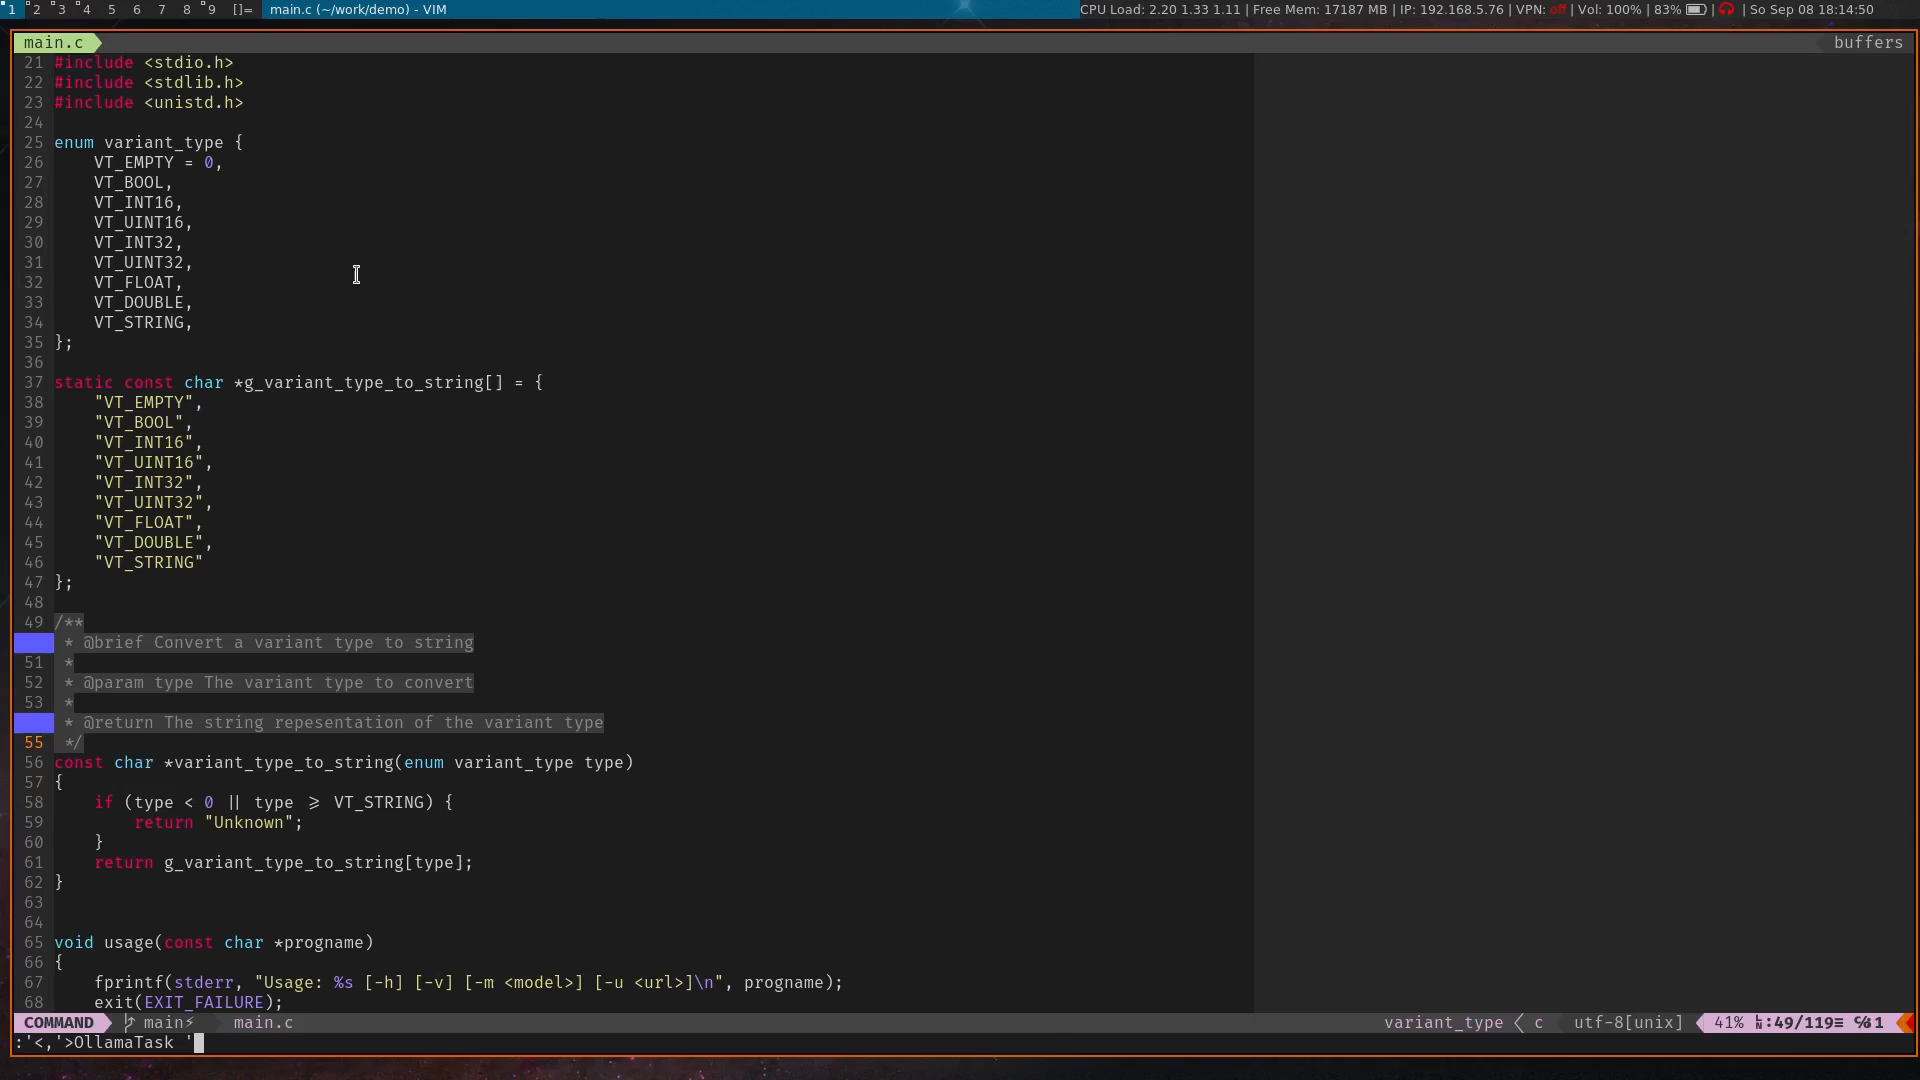 1 2 3 4 5 6 7 8 9 []= main.c (~/work/demo) - VIM CPU Load: 2.20 1.33 1.11 | Free Mem: 17187 MB | IP: 192.168.5.76 | VPN: off | Vol: 100% | 83% | | So Sep 08 18:14:50
main.c buffers
21 #include <stdio.h>
22 #include <stdlib.h>
23 #include <unistd.h>
24
25 enum variant_type {
26     VT_EMPTY = 0,
27     VT_BOOL,
28     VT_INT16,
29     VT_UINT16,
30     VT_INT32,
31     VT_UINT32,
32     VT_FLOAT,
33     VT_DOUBLE,
34     VT_STRING,
35 };
36
37 static const char *g_variant_type_to_string[] = {
38     "VT_EMPTY",
39     "VT_BOOL",
40     "VT_INT16",
41     "VT_UINT16",
42     "VT_INT32",
43     "VT_UINT32",
44     "VT_FLOAT",
45     "VT_DOUBLE",
46     "VT_STRING"
47 };
48
49 /**
 * @brief Convert a variant type to string
51  *
52  * @param type The variant type to convert
53  *
 * @return The string repesentation of the variant type
55  */
56 const char *variant_type_to_string(enum variant_type type)
57 {
58     if (type < 0 || type >= VT_STRING) {
59         return "Unknown";
60     }
61     return g_variant_type_to_string[type];
62 }
63
64
65 void usage(const char *progname)
66 {
67     fprintf(stderr, "Usage: %s [-h] [-v] [-m <model>] [-u <url>]\n", progname);
68     exit(EXIT_FAILURE);
COMMAND main⚡ main.c variant_type c utf-8[unix] 41% ␤:49/119≡ ℅:1
:'<,'>OllamaTask '